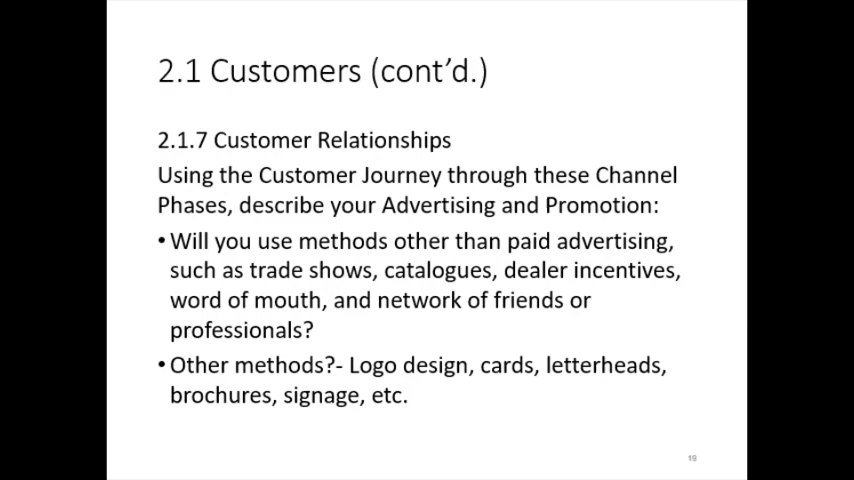 2.1 Customers (cont’d.)
2.1.7 Customer Relationships
Using the Customer Journey through these Channel
Phases, describe your Advertising and Promotion:
•Will you use methods other than paid advertising,
such as trade shows, catalogues, dealer incentives,
word of mouth, and network of friends or
professionals?
•Other methods?- Logo design, cards, letterheads,
brochures, signage, etc.